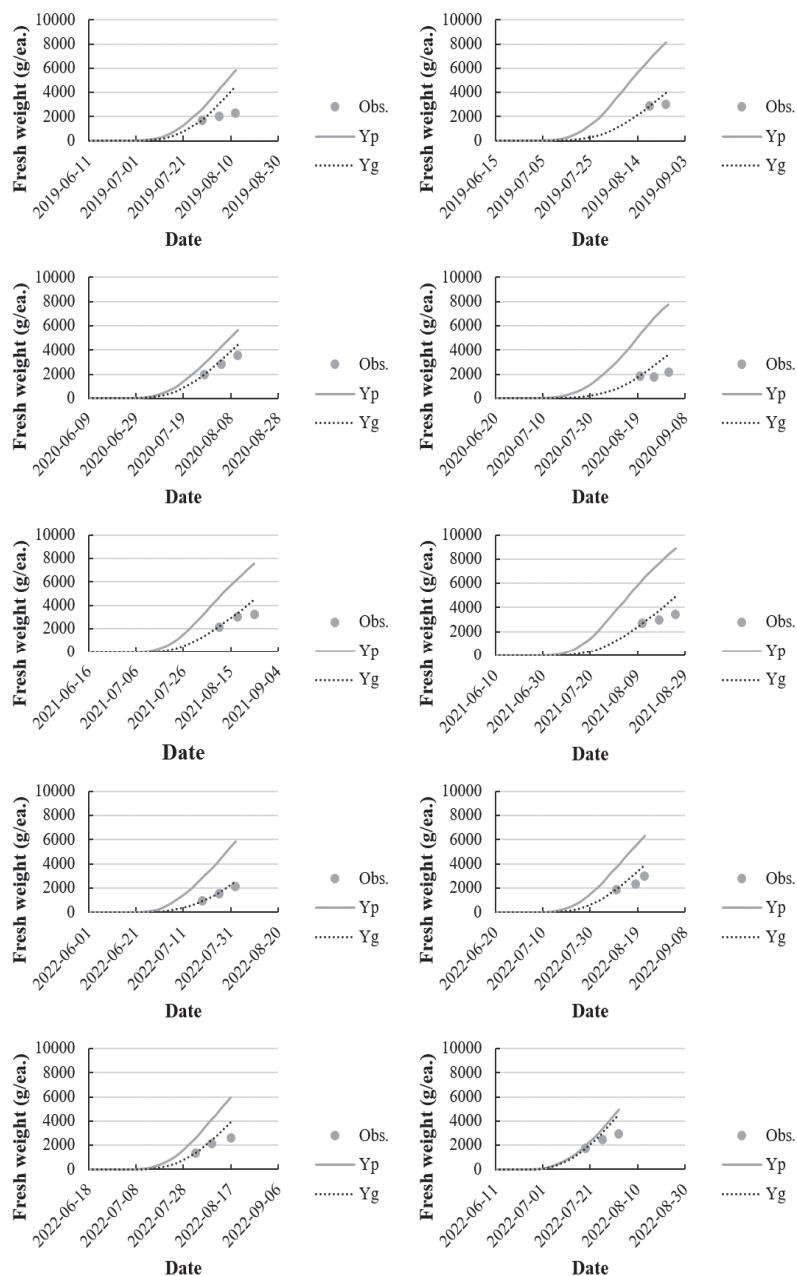 Fresh weight (g/ea.)
10000
8000
6000
4000
2000
0
2019-06-11
2019-07-01
2019-07-21
2019-08-10
2019-08-30
Date
Obs.
Yp
Yg
Fresh weight (g/ea.)
10000
8000
6000
4000
2000
0
2019-06-15
2019-07-05
2019-07-25
2019-08-14
2019-09-03
Date
Obs.
Yp
Yg
Fresh weight (g/ea.)
10000
8000
6000
4000
2000
0
2020-06-09
2020-06-29
2020-07-19
2020-08-08
2020-08-28
Date
Obs.
Yp
Yg
Fresh weight (g/ea.)
10000
8000
6000
4000
2000
0
2020-06-20
2020-07-10
2020-07-30
2020-08-19
2020-09-08
Date
Obs.
Yp
Yg
Fresh weight (g/ea.)
10000
8000
6000
4000
2000
0
2021-06-16
2021-07-06
2021-07-26
2021-08-15
2021-09-04
Date
Obs.
Yp
Yg
Fresh weight (g/ea.)
10000
8000
6000
4000
2000
0
2021-06-10
2021-06-30
2021-07-20
2021-08-09
2021-08-29
Date
Obs.
Yp
Yg
Fresh weight (g/ea.)
10000
8000
6000
4000
2000
0
2022-06-01
2022-06-21
2022-07-11
2022-07-31
2022-08-20
Date
Obs.
Yp
Yg
Fresh weight (g/ea.)
10000
8000
6000
4000
2000
0
2022-06-20
2022-07-10
2022-07-30
2022-08-19
2022-09-08
Date
Obs.
Yp
Yg
Fresh weight (g/ea.)
10000
8000
6000
4000
2000
0
2022-06-18
2022-07-08
2022-07-28
2022-08-17
2022-09-06
Date
Obs.
Yp
Yg
Fresh weight (g/ea.)
10000
8000
6000
4000
2000
0
2022-06-11
2022-07-01
2022-07-21
2022-08-10
2022-08-30
Date
Obs.
Yp
Yg